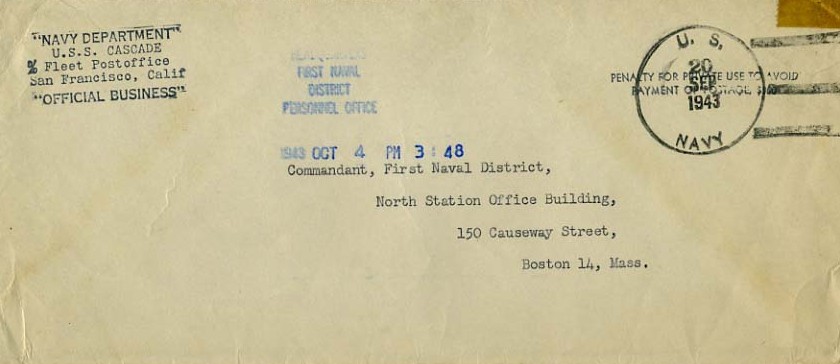 "NAVY DEPARTMENT"
U.S.S. CASCADE
% Fleet Postoffice
San Francisco, Calif
"OFFICIAL BUSINESS"
HEADQUARTERS
FIRST NAVAL
DISTRICT
PERSONNEL OFFICE
1943 OCT 4 PM 3:48
U. S.
20
SEP
1943
NAVY
PENALTY FOR PRIVATE USE TO AVOID
PAYMENT OF POSTAGE,
Commandant, First Naval District,
North Station Office Building,
150 Causeway Street,
Boston 14, Mass.